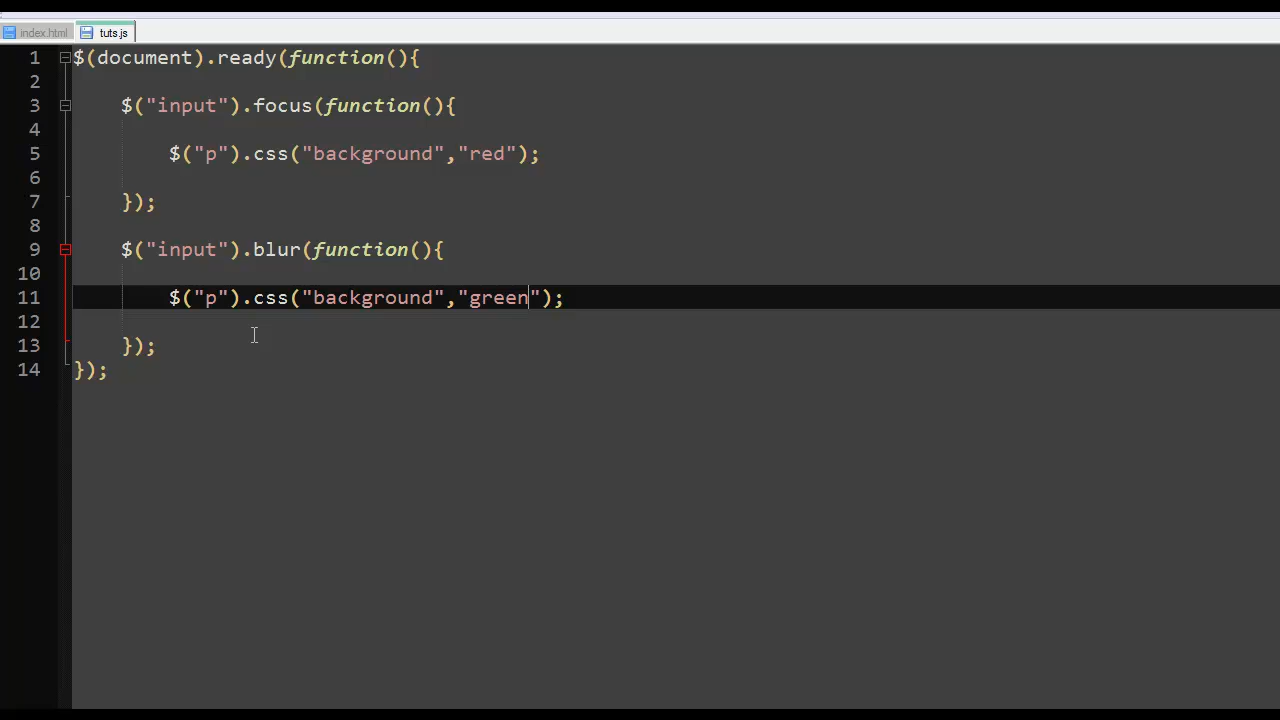 index.html tuts.js
1 $(document).ready(function(){
2
3 $("input").focus(function(){
4
5 $("p").css("background","red");
6
7 });
8
9 $("input").blur(function(){
10
11 $("p").css("background","green");
12
13 });
14 });